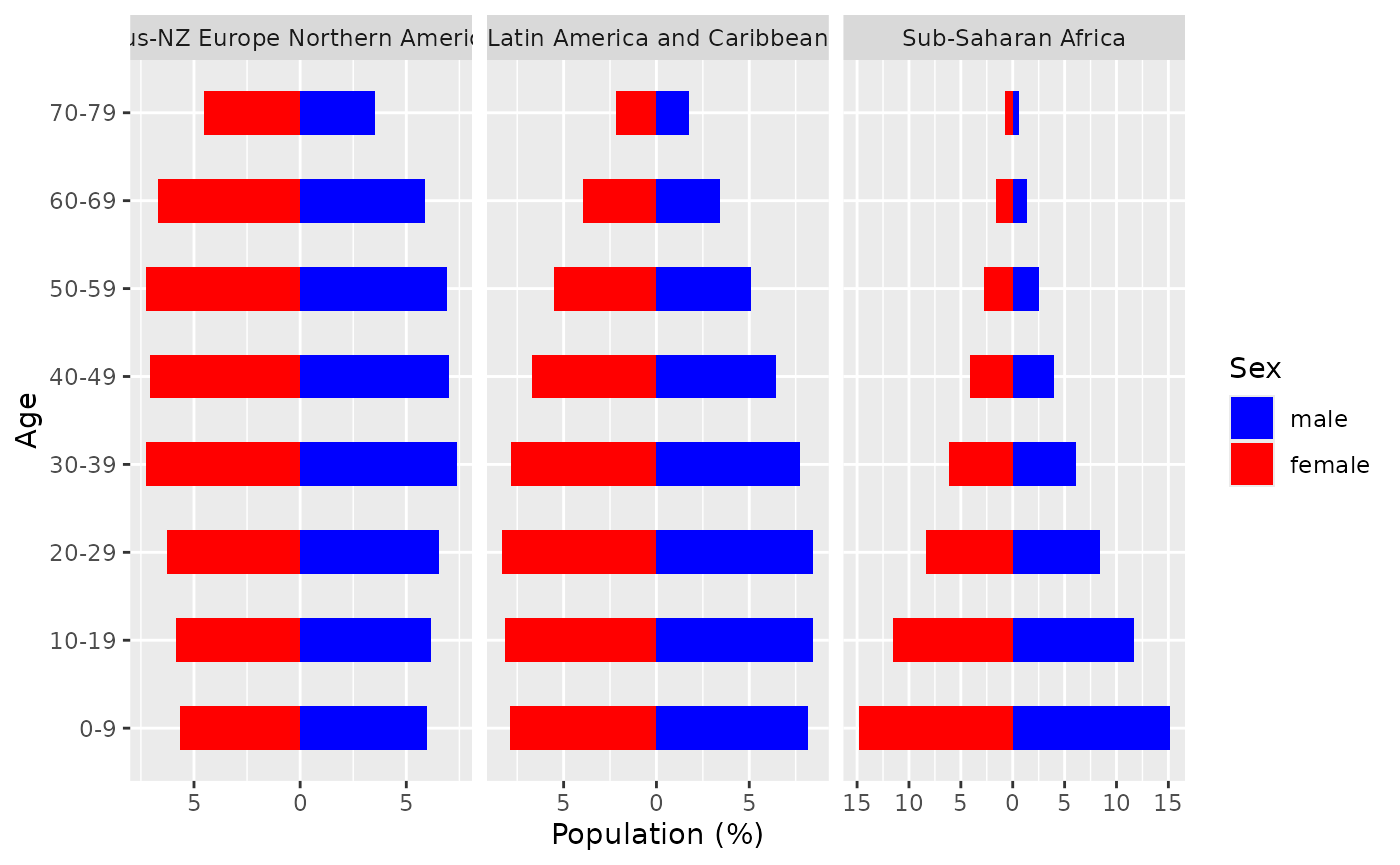 us-NZ Europe Northern Americ
Latin America and Caribbean
Sub-Saharan Africa
70-79
60-69
50-59
40-49
30-39
20-29
10-19
0-9
Age
5 0 5
5 0 5
15 10 5 0 5 10 15
Population (%)
Sex
male
female